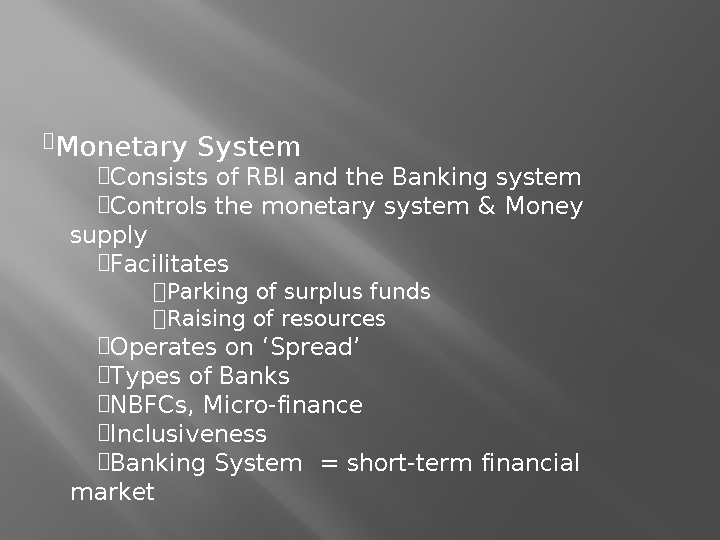 Monetary System
Consists of RBI and the Banking system
Controls the monetary system & Money
supply
Facilitates
Parking of surplus funds
Raising of resources
Operates on ‘Spread’
Types of Banks
NBFCs, Micro-finance
Inclusiveness
Banking System = short-term financial
market